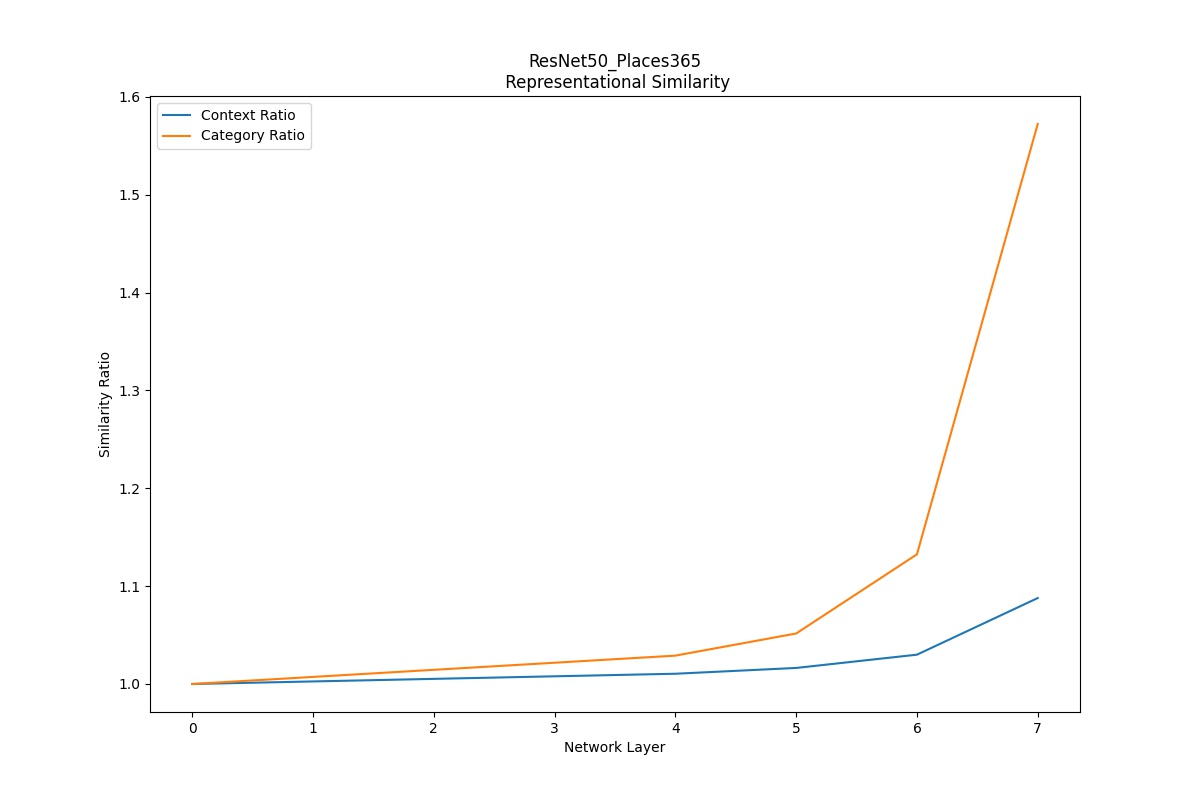 ResNet50_Places365
Representational Similarity
Context Ratio
Category Ratio
1.6
1.5
1.4
1.3
1.2
1.1
1.0
Similarity Ratio
0 1 2 3 4 5 6 7
Network Layer